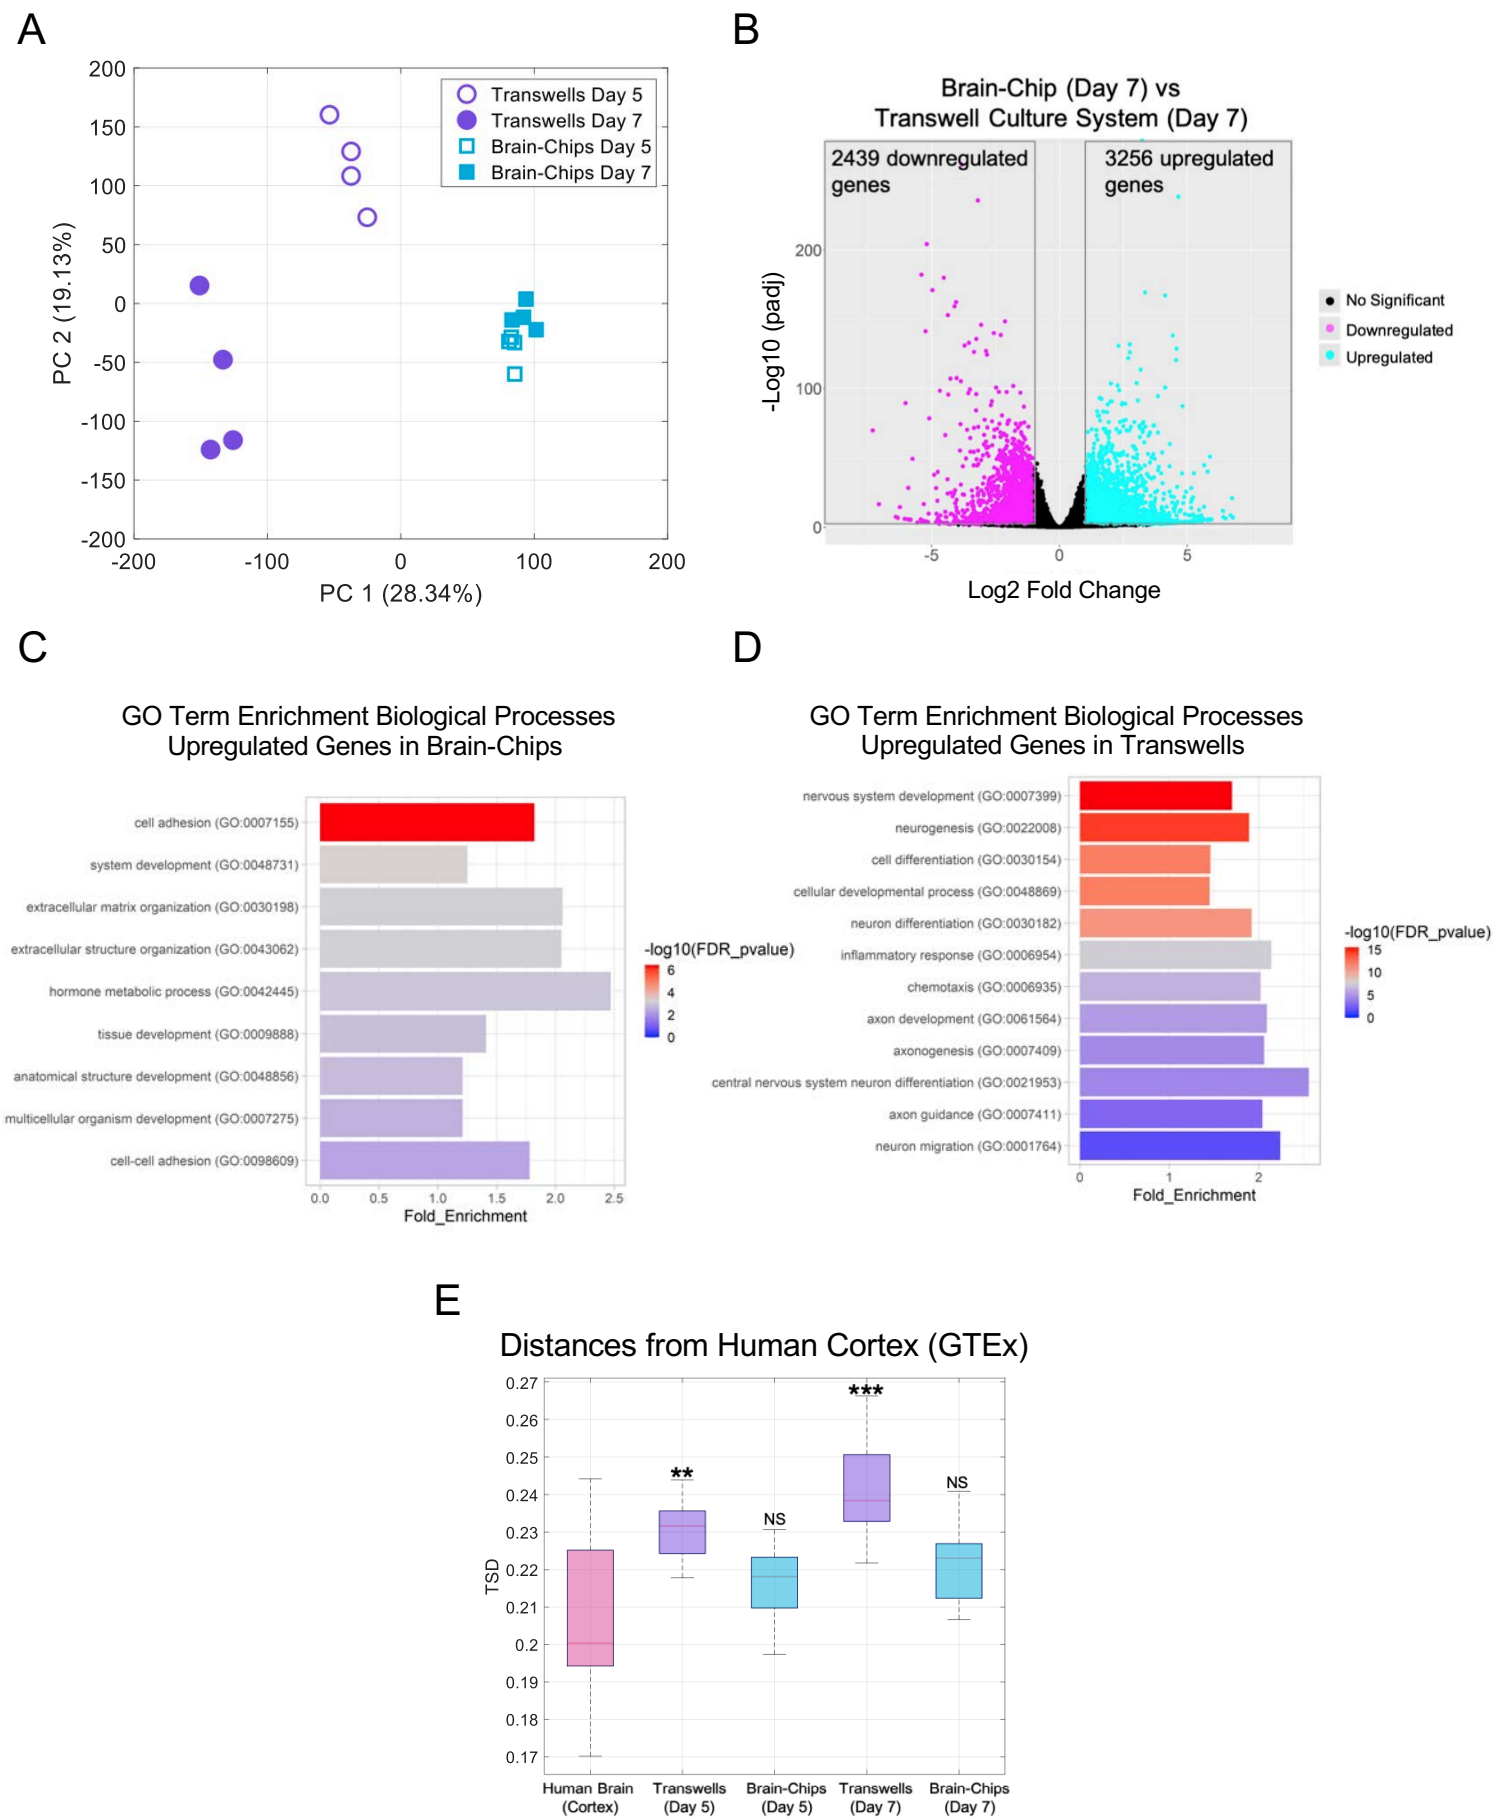 A
200
150
100
50
0
-50
-100
-150
-200
-200
-100
0
100
200
PC 2 (19.13%)
PC 1 (28.34%)
Transwells Day 5
Transwells Day 7
Brain-Chips Day 5
Brain-Chips Day 7
B
Brain-Chip (Day 7) vs
Transwell Culture System (Day 7)
2439 downregulated
genes
3256 upregulated
genes
200
100
0
-5
0
5
-Log10 (padj)
Log2 Fold Change
No Significant
Downregulated
Upregulated
C
GO Term Enrichment Biological Processes
Upregulated Genes in Brain-Chips
cell adhesion (GO:0007155)
system development (GO:0048731)
extracellular matrix organization (GO:0030198)
extracellular structure organization (GO:0043062)
hormone metabolic process (GO:0042445)
tissue development (GO:0009888)
anatomical structure development (GO:0048856)
multicellular organism development (GO:0007275)
cell-cell adhesion (GO:0098609)
0.0
0.5
1.0
1.5
2.0
2.5
Fold_Enrichment
-log10(FDR_pvalue)
6
4
2
0
D
GO Term Enrichment Biological Processes
Upregulated Genes in Transwells
nervous system development (GO:0007399)
neurogenesis (GO:0022008)
cell differentiation (GO:0030154)
cellular developmental process (GO:0048869)
neuron differentiation (GO:0030182)
inflammatory response (GO:0006954)
chemotaxis (GO:0006935)
axon development (GO:0061564)
axonogenesis (GO:0007409)
central nervous system neuron differentiation (GO:0021953)
axon guidance (GO:0007411)
neuron migration (GO:0001764)
0
1
2
Fold_Enrichment
-log10(FDR_pvalue)
15
10
5
0
E
Distances from Human Cortex (GTEx)
0.27
0.26
0.25
0.24
0.23
0.22
0.21
0.2
0.19
0.18
0.17
TSD
**
NS
***
NS
Human Brain
(Cortex)
Transwells
(Day 5)
Brain-Chips
(Day 5)
Transwells
(Day 7)
Brain-Chips
(Day 7)